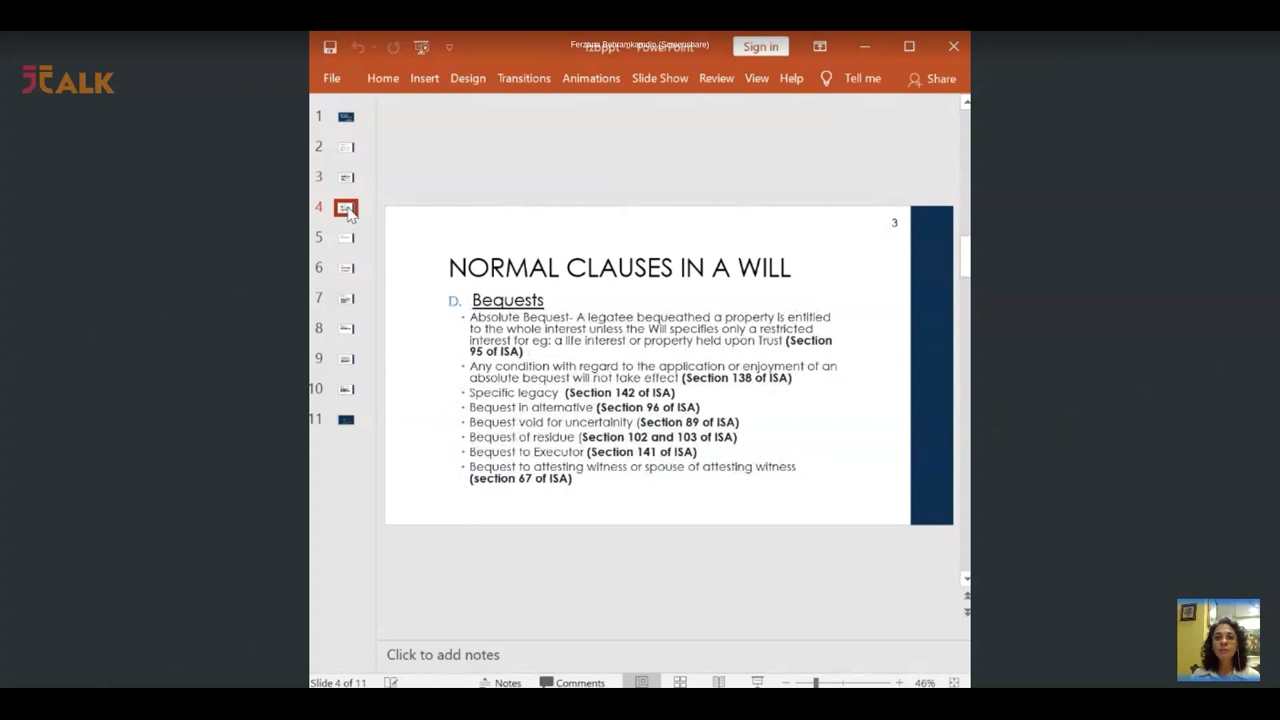 JTALK
(Screenshare)
Sign in
File Home Insert Design Transitions Animations Slide Show Review View Help Tell me Share
1
2
3
4
5
6
7
8
9
10
11
3
NORMAL CLAUSES IN A WILL
D. Bequests
• Absolute Bequest- A legatee bequeathed a property is entitled
to the whole interest unless the Will specifies only a restricted
interest for eg: a life interest or property held upon Trust (Section
95 of ISA)
• Any condition with regard to the application or enjoyment of an
absolute bequest will not take effect (Section 138 of ISA)
• Specific legacy (Section 142 of ISA)
• Bequest in alternative (Section 96 of ISA)
• Bequest void for uncertainity (Section 89 of ISA)
• Bequest of residue (Section 102 and 103 of ISA)
• Bequest to Executor (Section 141 of ISA)
• Bequest to attesting witness or spouse of attesting witness
(section 67 of ISA)
Click to add notes
Slide 4 of 11 Notes Comments 46%